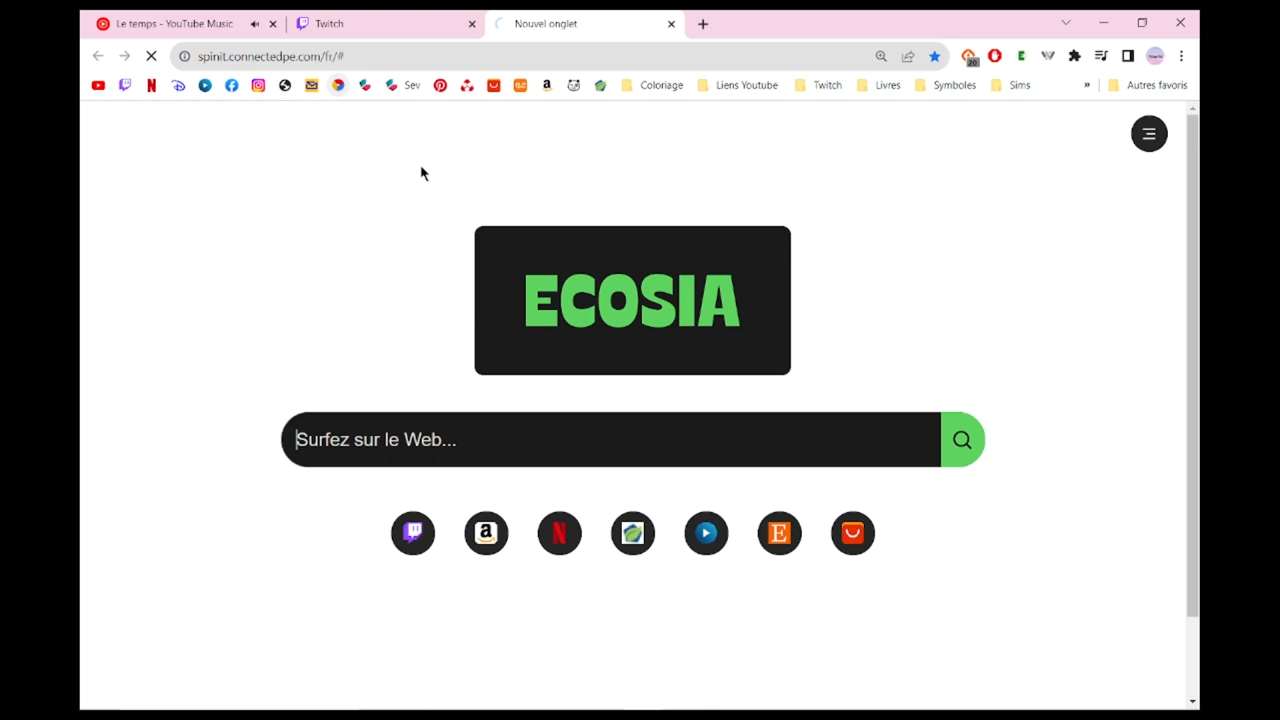 Le temps - YouTube Music
Twitch
Nouvel onglet
spinit.connectedpe.com/fr/#
20
Sev
Coloriage
Liens Youtube
Twitch
Livres
Symboles
Sims
»
Autres favoris
ECOSIA
Surfez sur le Web...